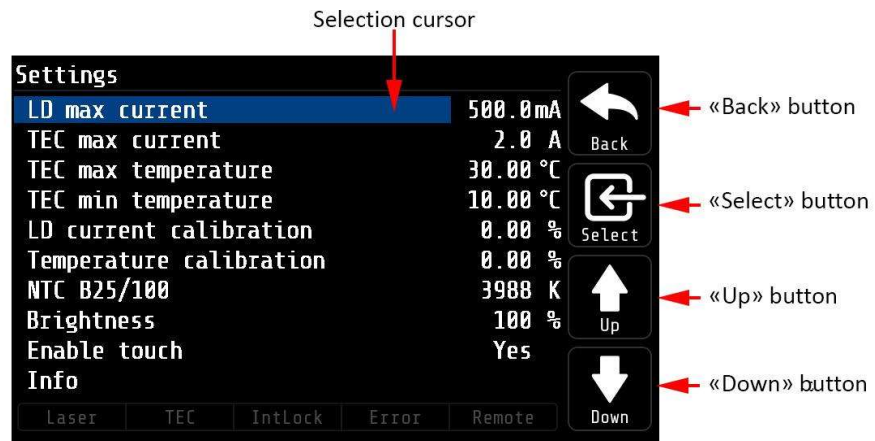 Selection cursor
Settings
LD max current 500.0mA
TEC max current 2.0 A
TEC max temperature 30.00 °C
TEC min temperature 10.00 °C
LD current calibration 0.00 %
Temperature calibration 0.00 %
NTC B25/100 3988 K
Brightness 100 %
Enable touch Yes
Info
Laser TEC IntLock Error Remote
Back
Select
Up
Down
«Back» button
«Select» button
«Up» button
«Down» button